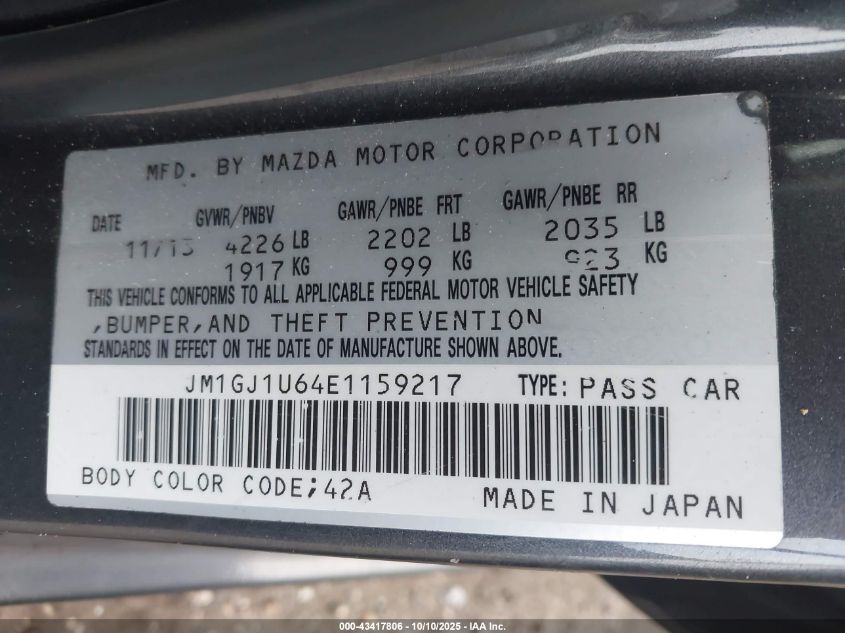 MFD. BY MAZDA MOTOR CORPORATION
DATE GVWR/PNBV GAWR/PNBE FRT GAWR/PNBE RR
11/13 4226 LB 2202 LB 2035 LB
1917 KG 999 KG 923 KG
THIS VEHICLE CONFORMS TO ALL APPLICABLE FEDERAL MOTOR VEHICLE SAFETY
,BUMPER,AND THEFT PREVENTION
STANDARDS IN EFFECT ON THE DATE OF MANUFACTURE SHOWN ABOVE.
JM1GJ1U64E1159217 TYPE: PASS CAR
BODY COLOR CODE;42A MADE IN JAPAN
000-43417806 - 10/10/2025 - IAA Inc.